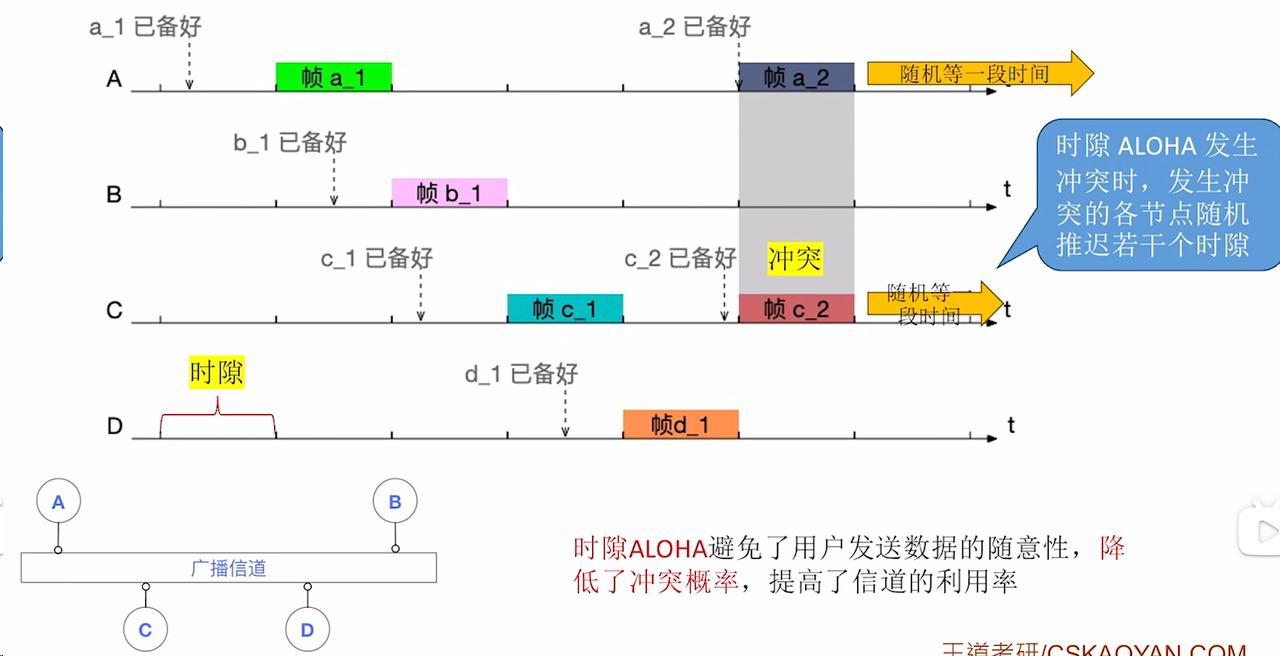 a_1 已备好
a_2 已备好
A
帧 a_1
帧 a_2
随机等一段时间
b_1 已备好
时隙 ALOHA 发生
冲突时，发生冲
突的各节点随机
推迟若干个时隙
B
帧 b_1
t
c_1 已备好
c_2 已备好
冲突
C
帧 c_1
帧 c_2
随机等一
段时间
t
时隙
d_1 已备好
D
帧d_1
t
A
B
广播信道
C
D
时隙ALOHA避免了用户发送数据的随意性，降
低了冲突概率，提高了信道的利用率
王道考研/CSKAOYAN.COM